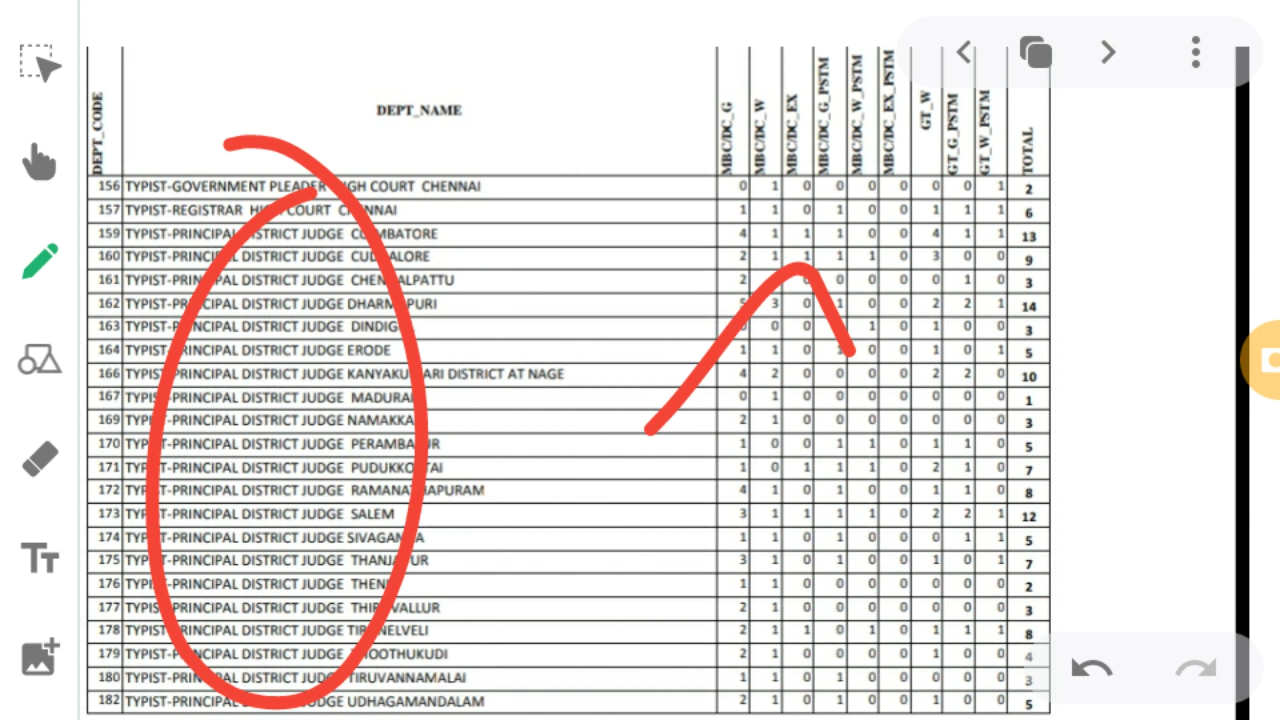 DEPT_CODE DEPT_NAME MBC/DC_G MBC/DC_W MBC/DC_EX MBC/DC_G_PSTM MBC/DC_W_PSTM MBC/DC_EX_PSTM GT_W GT_G_PSTM GT_W_PSTM TOTAL
156 TYPIST-GOVERNMENT PLEADER HIGH COURT CHENNAI 0 1 0 0 0 0 0 0 1 2
157 TYPIST-REGISTRAR HIGH COURT CHENNAI 1 1 0 1 0 0 1 1 1 6
159 TYPIST-PRINCIPAL DISTRICT JUDGE COIMBATORE 4 1 1 1 0 0 4 1 1 13
160 TYPIST-PRINCIPAL DISTRICT JUDGE CUDDALORE 2 1 1 1 1 0 3 0 0 9
161 TYPIST-PRINCIPAL DISTRICT JUDGE CHENGALPATTU 2 0 0 0 0 0 1 0 3
162 TYPIST-PRINCIPAL DISTRICT JUDGE DHARMAPURI 5 3 0 1 0 0 2 2 1 14
163 TYPIST-PRINCIPAL DISTRICT JUDGE DINDIGUL 0 0 0 1 0 1 0 0 3
164 TYPIST-PRINCIPAL DISTRICT JUDGE ERODE 1 1 0 1 0 0 1 0 1 5
166 TYPIST-PRINCIPAL DISTRICT JUDGE KANYAKUMARI DISTRICT AT NAGE 4 2 0 0 0 0 2 2 0 10
167 TYPIST-PRINCIPAL DISTRICT JUDGE MADURAI 0 1 0 0 0 0 0 0 0 1
169 TYPIST-PRINCIPAL DISTRICT JUDGE NAMAKKAL 2 1 0 0 0 0 0 0 0 3
170 TYPIST-PRINCIPAL DISTRICT JUDGE PERAMBALUR 1 0 0 1 1 0 1 1 0 5
171 TYPIST-PRINCIPAL DISTRICT JUDGE PUDUKKOTTAI 1 0 1 1 1 0 2 1 0 7
172 TYPIST-PRINCIPAL DISTRICT JUDGE RAMANATHAPURAM 4 1 0 1 0 0 1 1 0 8
173 TYPIST-PRINCIPAL DISTRICT JUDGE SALEM 3 1 1 1 1 0 2 2 1 12
174 TYPIST-PRINCIPAL DISTRICT JUDGE SIVAGANGA 1 1 0 1 0 0 0 1 1 5
175 TYPIST-PRINCIPAL DISTRICT JUDGE THANJAVUR 3 1 0 1 0 0 1 0 1 7
176 TYPIST-PRINCIPAL DISTRICT JUDGE THENI 1 1 0 0 0 0 0 0 0 2
177 TYPIST-PRINCIPAL DISTRICT JUDGE THIRUVALLUR 2 1 0 0 0 0 0 0 0 3
178 TYPIST-PRINCIPAL DISTRICT JUDGE TIRUNELVELI 2 1 1 0 1 0 1 1 1 8
179 TYPIST-PRINCIPAL DISTRICT JUDGE THOOTHUKUDI 2 1 0 0 0 0 1 0 0 4
180 TYPIST-PRINCIPAL DISTRICT JUDGE TIRUVANNAMALAI 1 1 0 1 0 0 0 0 0 3
182 TYPIST-PRINCIPAL DISTRICT JUDGE UDHAGAMANDALAM 2 1 0 1 0 0 1 0 0 5
TT